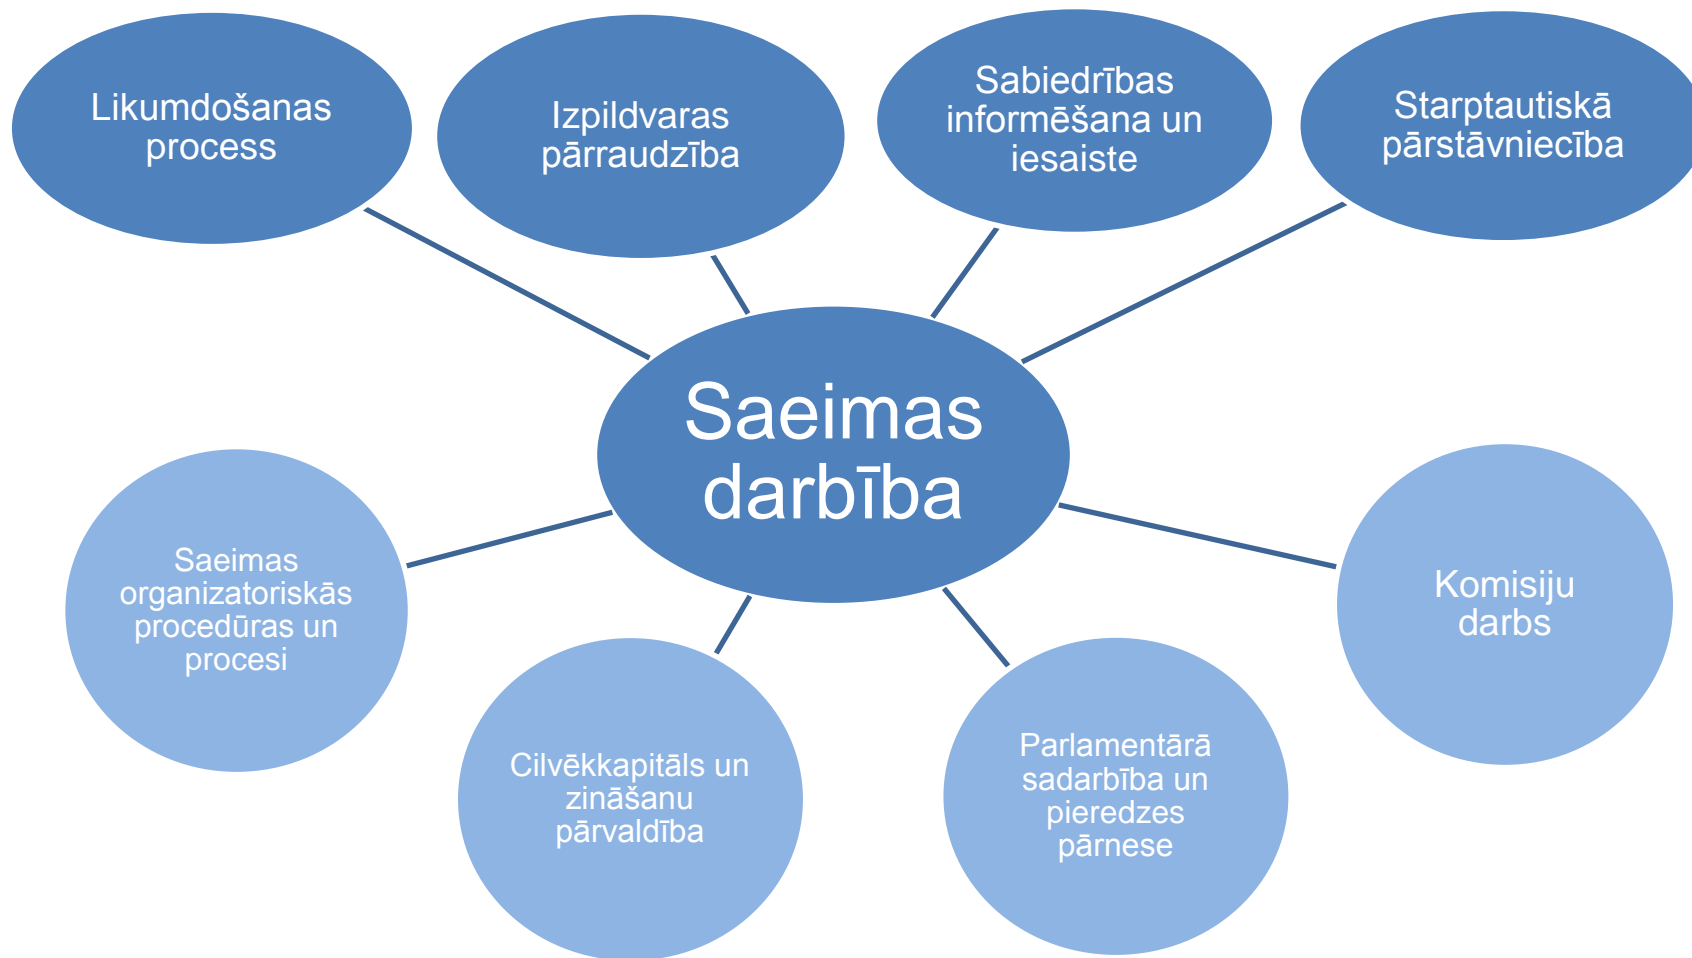 Likumdošanas
process
Izpildvaras
pārraudzība
Sabiedrības
informēšana un
iesaiste
Starptautiskā
pārstāvniecība
Saeimas
darbība
Saeimas
organizatoriskās
procedūras un
procesi
Cilvēkkapitāls un
zināšanu
pārvaldība
Parlamentārā
sadarbība un
pieredzes
pārnese
Komisiju
darbs